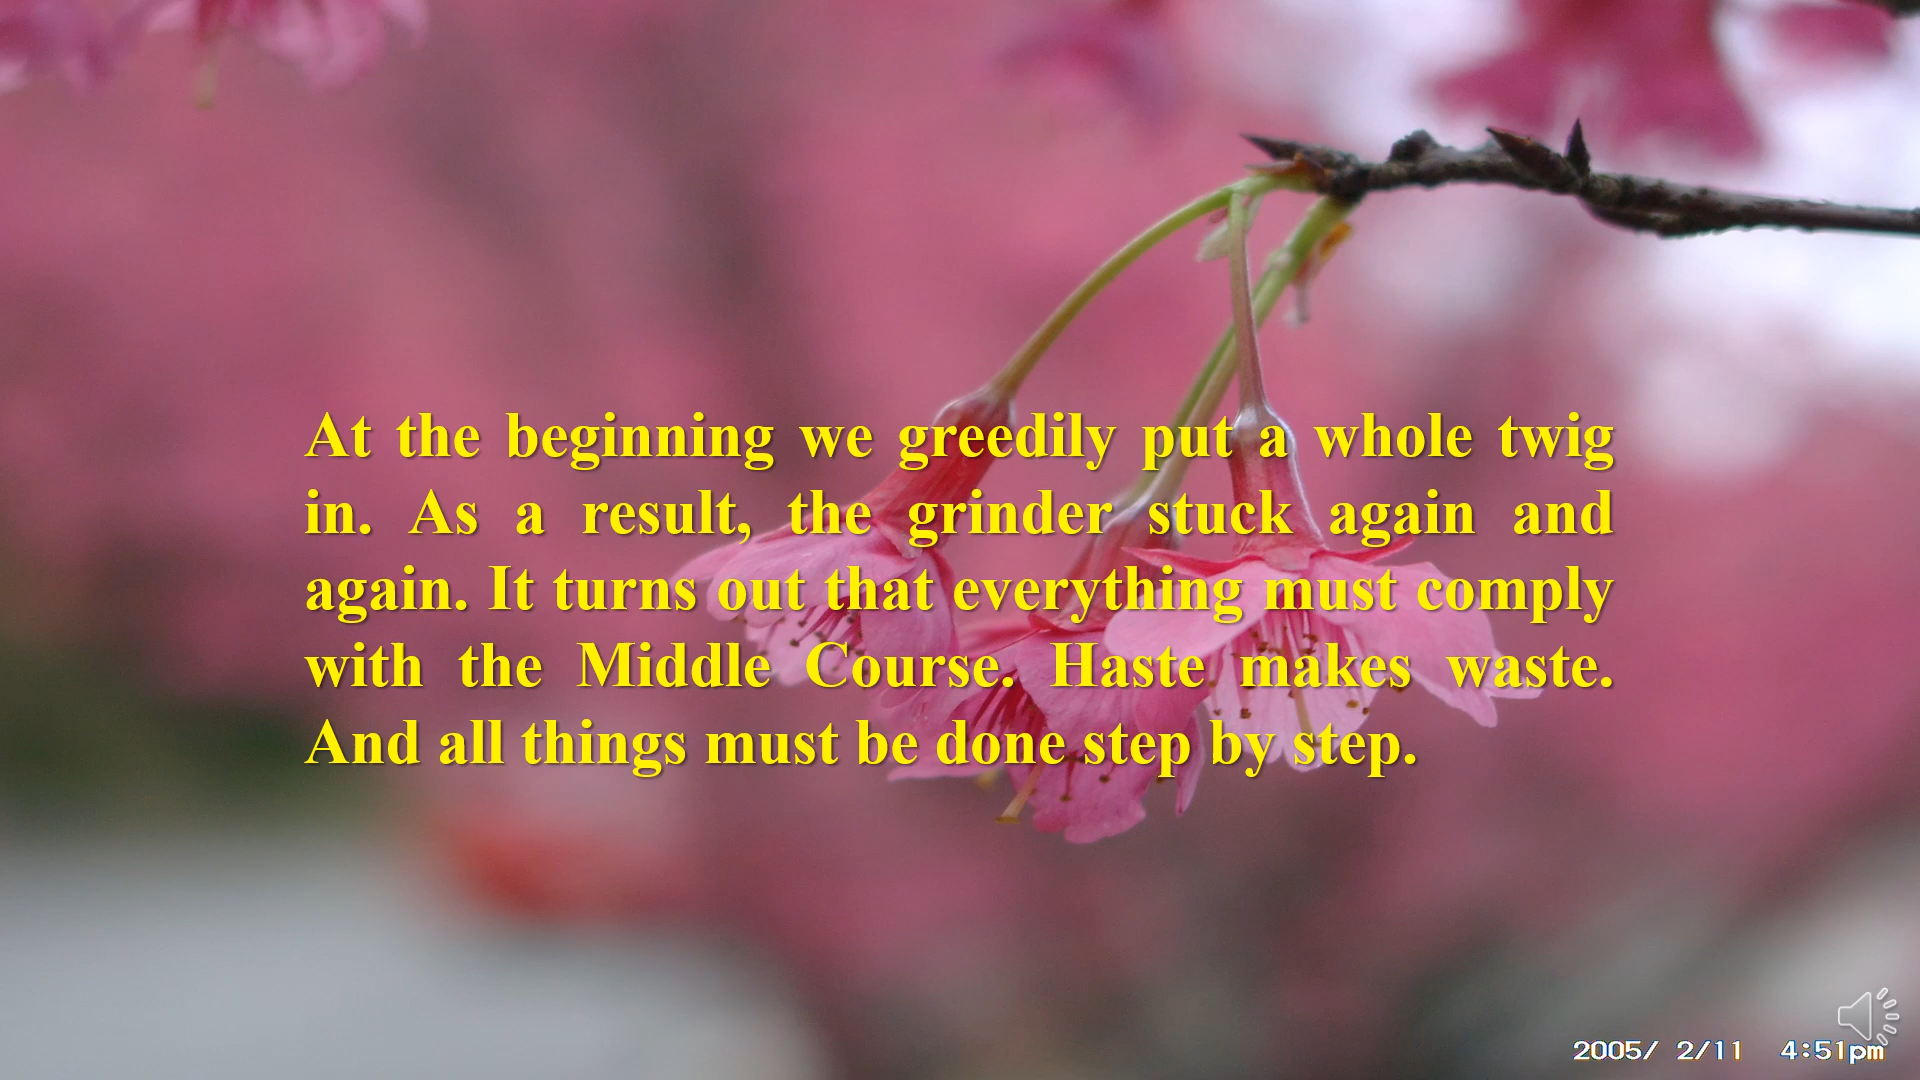 At the beginning we greedily put a whole twig
in. As a result, the grinder stuck again and
again. It turns out that everything must comply
with the Middle Course. Haste makes waste.
And all things must be done step by step.
2005/ 2/11 4:51pm